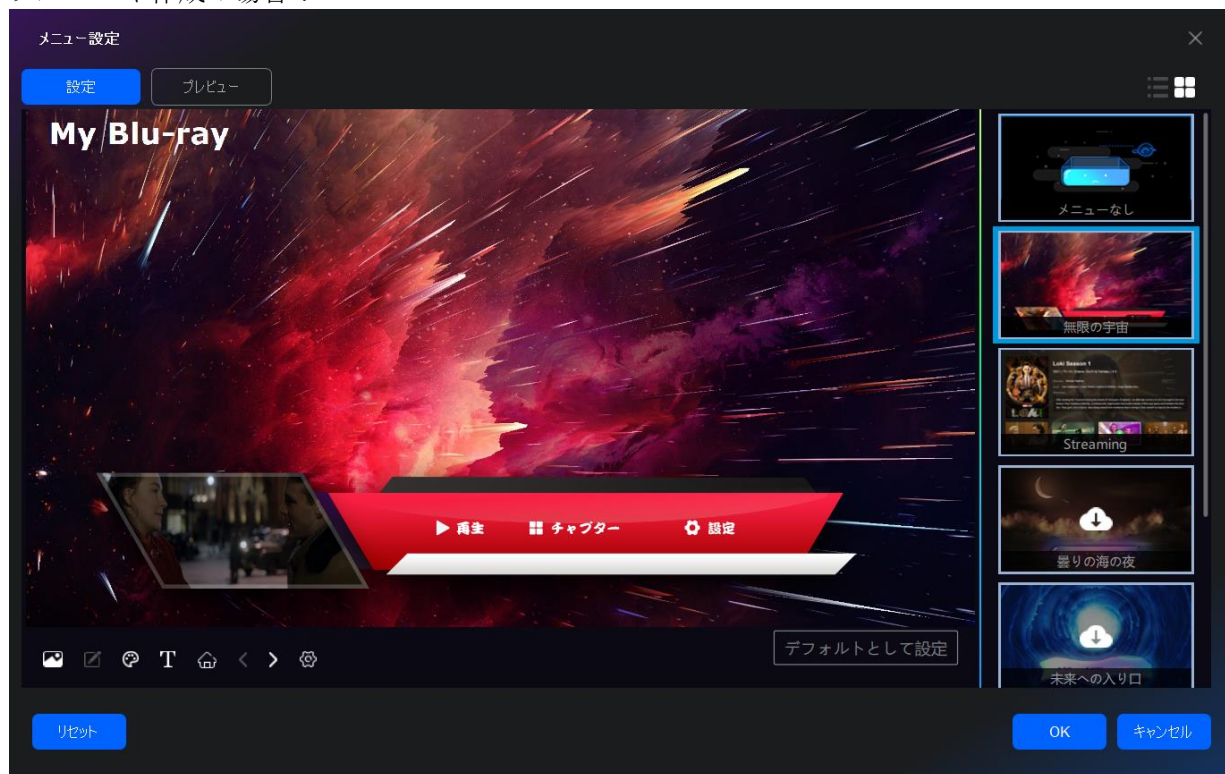 メニュー設定
設定
プレビュー
My Blu-ray
再生
チャプター
設定
デフォルトとして設定
メニューなし
無限の宇宙
Loki Season 1
Streaming
曇りの海の夜
未来への入り口
リセット
OK
キャンセル